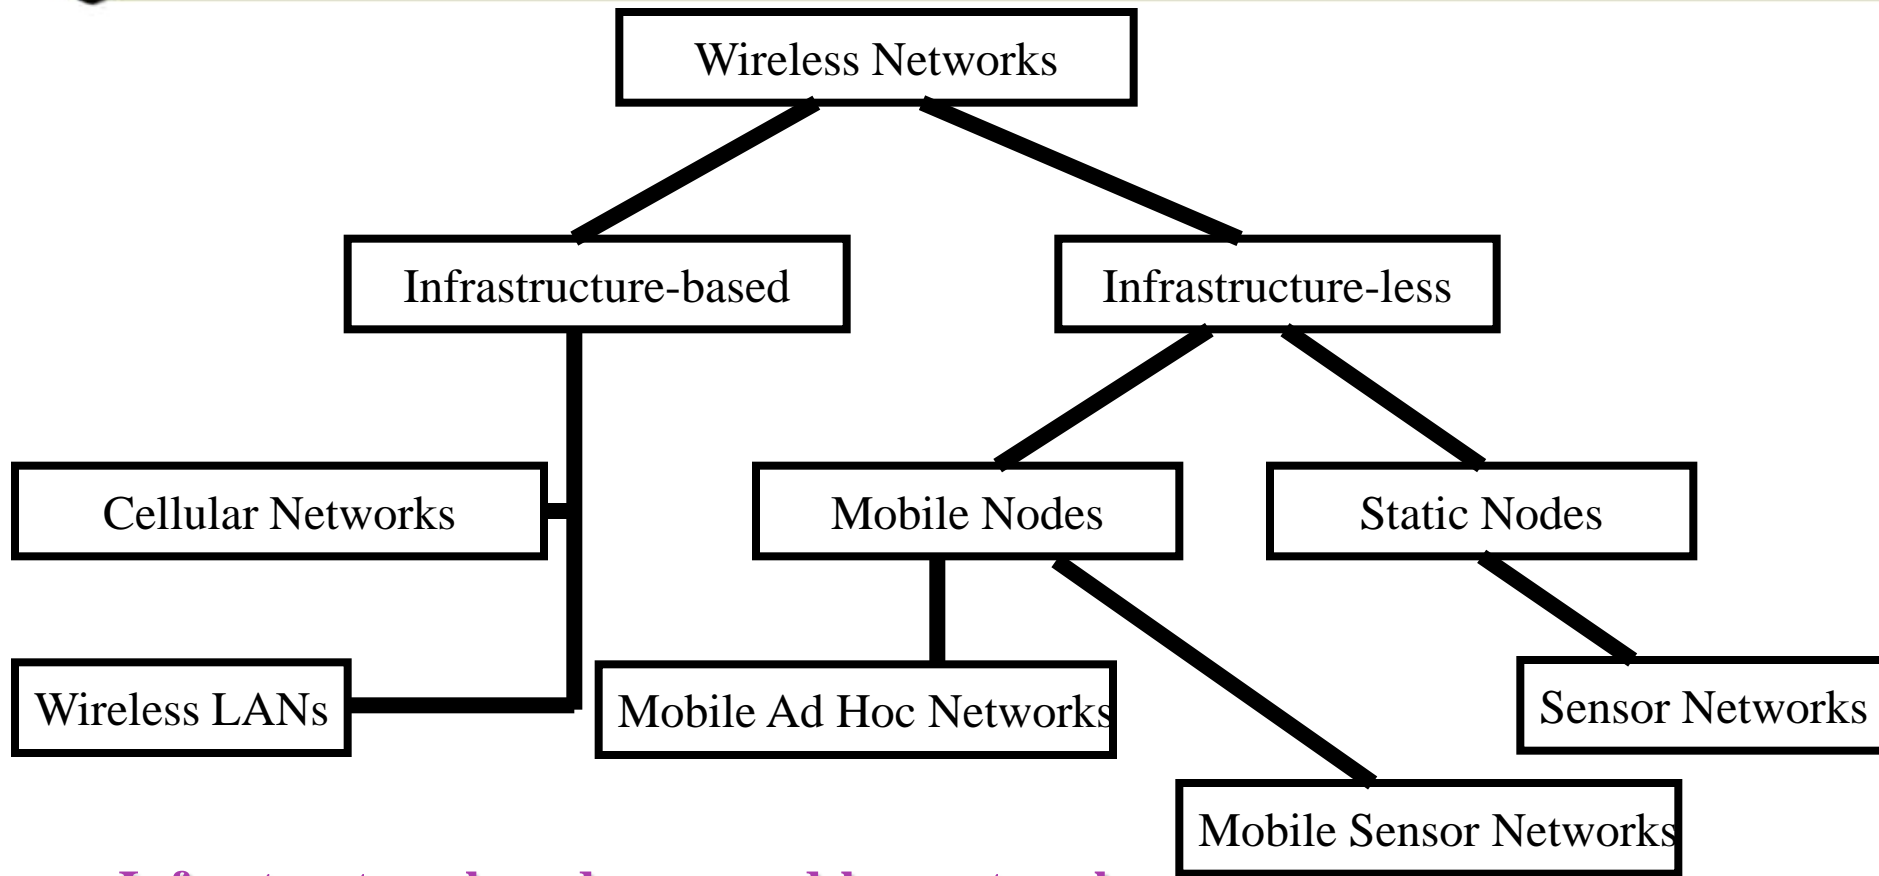 Wireless Networks
Infrastructure-based
Infrastructure-less
Cellular Networks
Mobile Nodes
Static Nodes
Wireless LANs
Mobile Ad Hoc Networks
Sensor Networks
Mobile Sensor Networks